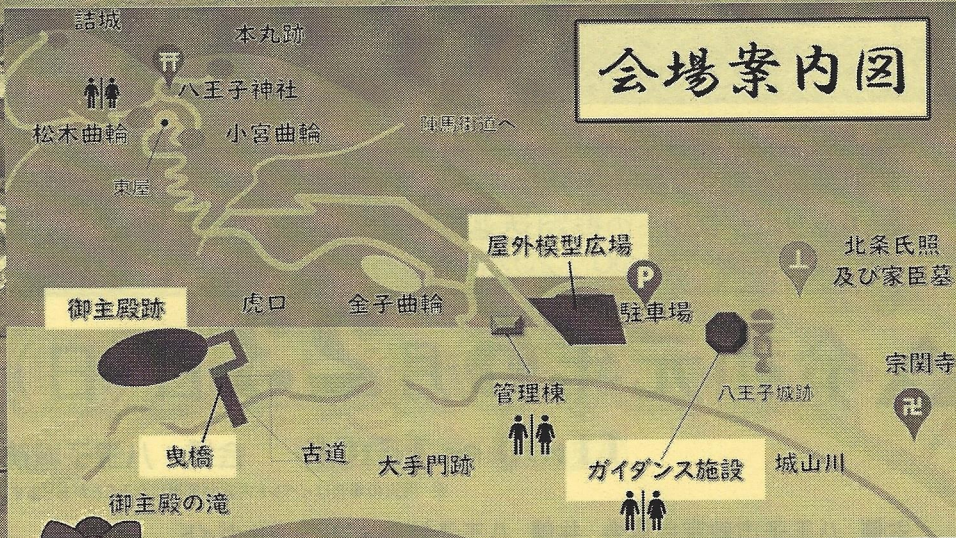 会場案内図
詰城
本丸跡
八王子神社
松木曲輪
小宮曲輪
陣馬街道へ
東屋
屋外模型広場
P
駐車場
北条氏照
及び家臣墓
御主殿跡
虎口
金子曲輪
管理棟
八王子城跡
宗関寺
卍
曳橋
古道
大手門跡
ガイダンス施設
城山川
御主殿の滝